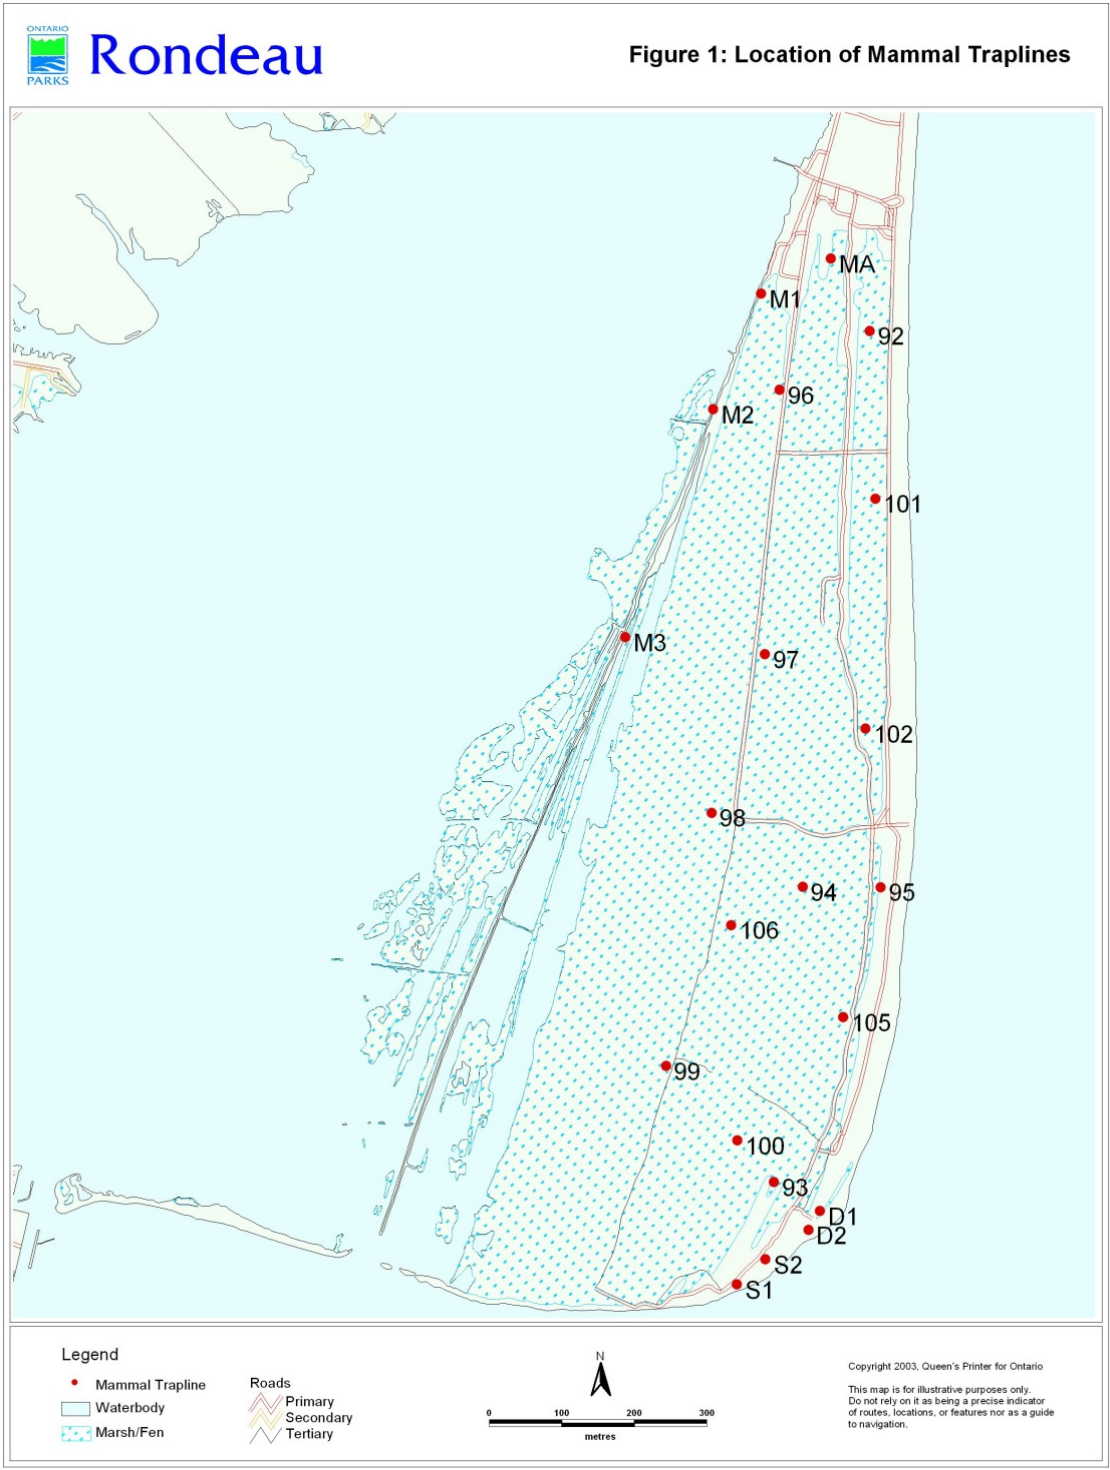 ONTARIO
PARKS
Rondeau
Figure 1: Location of Mammal Traplines
MA
M1
92
96
M2
101
M3
97
102
98
94
95
106
105
99
100
93
D1
D2
S2
S1
Legend
Mammal Trapline
Waterbody
Marsh/Fen
Roads
Primary
Secondary
Tertiary
N
0 100 200 300
metres
Copyright 2003, Queen's Printer for Ontario
This map is for illustrative purposes only.
Do not rely on it as being a precise indicator
of routes, locations, or features nor as a guide
to navigation.